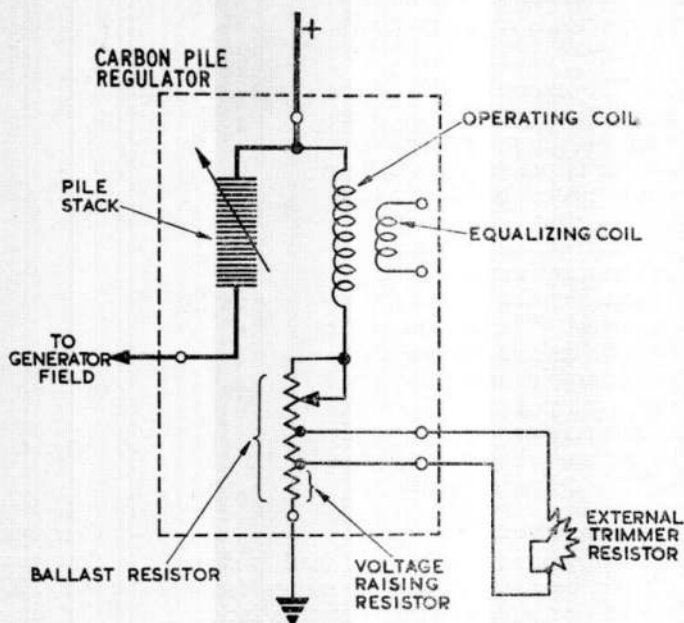 +
CARBON PILE
REGULATOR
OPERATING COIL
PILE
STACK
EQUALIZING COIL
TO
GENERATOR
FIELD
EXTERNAL
TRIMMER
RESISTOR
BALLAST RESISTOR
VOLTAGE
RAISING
RESISTOR